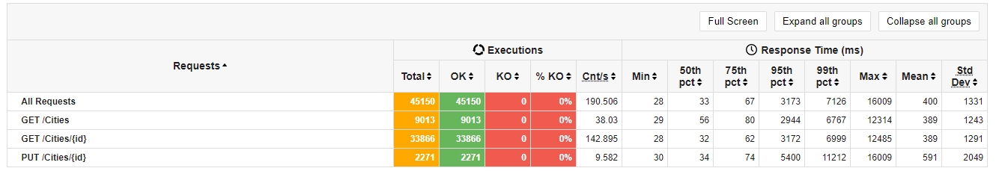 Full Screen Expand all groups Collapse all groups
Requests Executions Response Time (ms)
Total OK KO % KO Cnt/s Min 50th pct 75th pct 95th pct 99th pct Max Mean Std Dev
All Requests 45150 45150 0 0% 190.506 28 33 67 3173 7126 16009 400 1331
GET /Cities 9013 9013 0 0% 38.03 29 56 80 2944 6767 12314 389 1243
GET /Cities/{id} 33866 33866 0 0% 142.895 28 32 62 3172 6999 12485 389 1291
PUT /Cities/{id} 2271 2271 0 0% 9.582 30 34 74 5400 11212 16009 591 2049